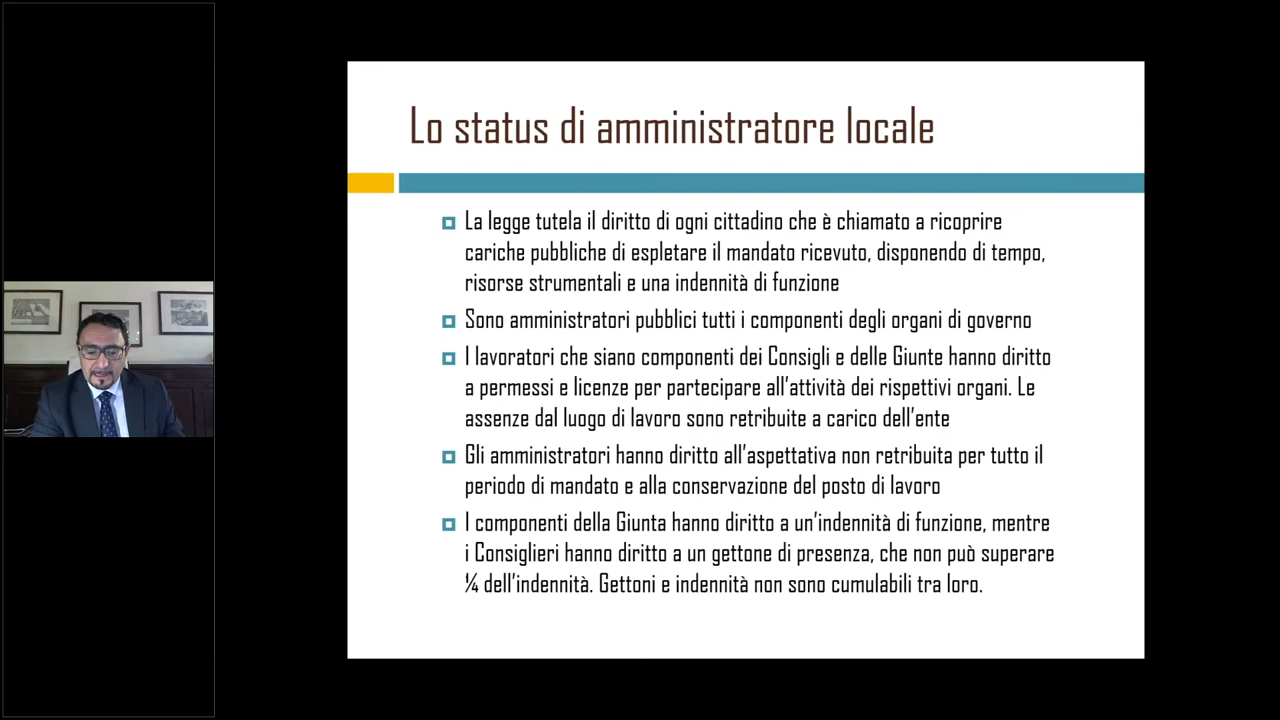 Lo status di amministratore locale
La legge tutela il diritto di ogni cittadino che è chiamato a ricoprire
cariche pubbliche di espletare il mandato ricevuto, disponendo di tempo,
risorse strumentali e una indennità di funzione
Sono amministratori pubblici tutti i componenti degli organi di governo
I lavoratori che siano componenti dei Consigli e delle Giunte hanno diritto
a permessi e licenze per partecipare all'attività dei rispettivi organi. Le
assenze dal luogo di lavoro sono retribuite a carico dell'ente
Gli amministratori hanno diritto all'aspettativa non retribuita per tutto il
periodo di mandato e alla conservazione del posto di lavoro
I componenti della Giunta hanno diritto a un'indennità di funzione, mentre
i Consiglieri hanno diritto a un gettone di presenza, che non può superare
¼ dell'indennità. Gettoni e indennità non sono cumulabili tra loro.